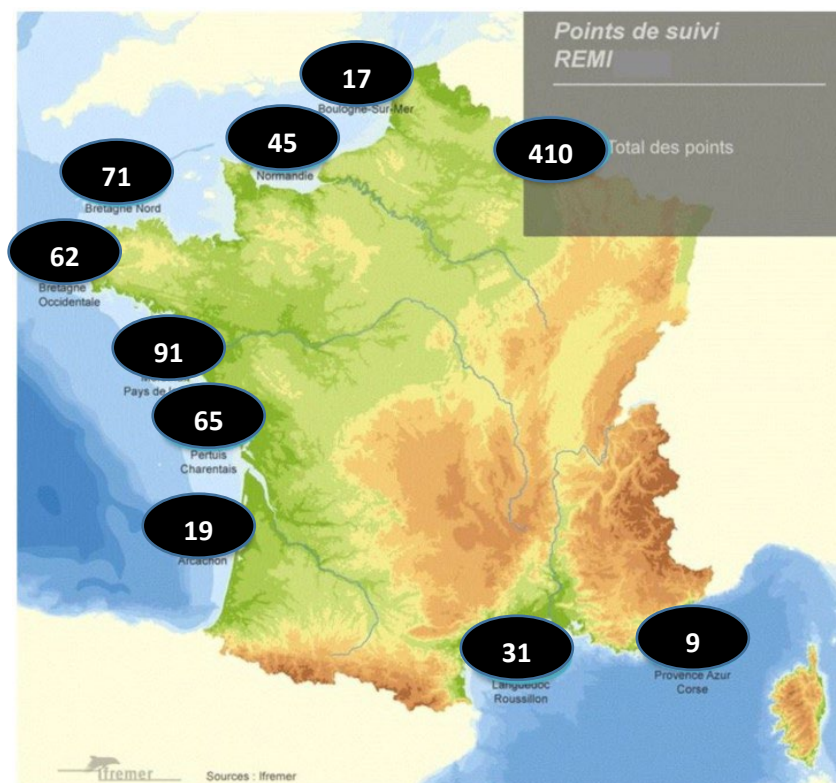 Points de suivi
REMI
410 Total des points
17
Boulogne-Sur-Mer
45
Normandie
71
Bretagne Nord
62
Bretagne
Occidentale
91
Pays de
65
Pertuis
Charentais
19
Arcachon
31
Languedoc
Roussillon
9
Provence Azur
Corse
Ifremer
Sources : Ifremer